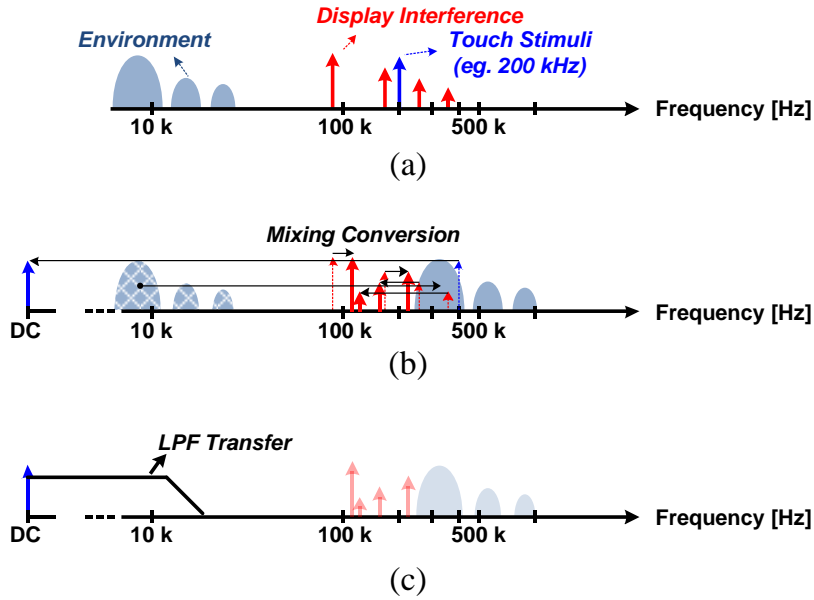 Display Interference
Environment
Touch Stimuli
(eg. 200 kHz)
10 k
100 k
500 k
Frequency [Hz]
(a)
Mixing Conversion
DC
10 k
100 k
500 k
Frequency [Hz]
(b)
LPF Transfer
DC
10 k
100 k
500 k
Frequency [Hz]
(c)